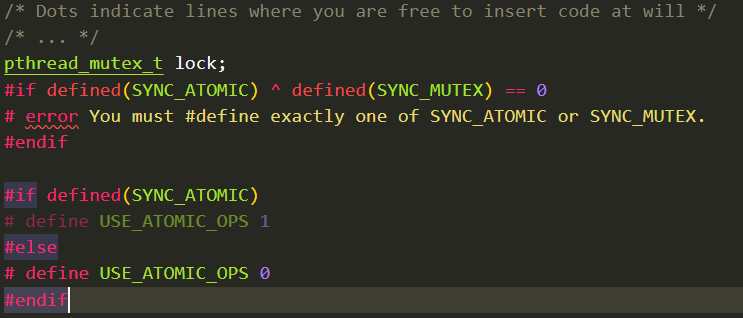 /* Dots indicate lines where you are free to insert code at will */
/* ... */
pthread_mutex_t lock;
#if defined(SYNC_ATOMIC) ^ defined(SYNC_MUTEX) == 0
# error You must #define exactly one of SYNC_ATOMIC or SYNC_MUTEX.
#endif

#if defined(SYNC_ATOMIC)
# define USE_ATOMIC_OPS 1
#else
# define USE_ATOMIC_OPS 0
#endif